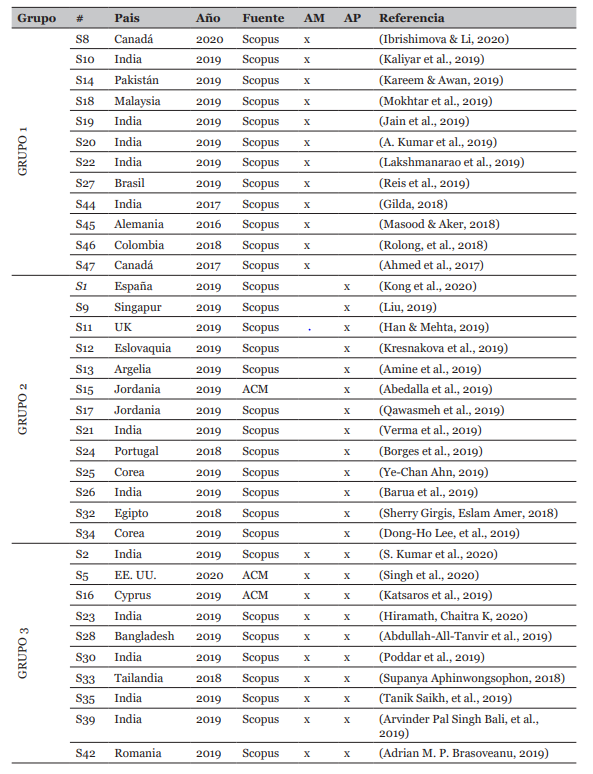 Grupo # Pais Año Fuente AM AP Referencia
GRUPO 1
S8 Canadá 2020 Scopus x (Ibrishimova & Li, 2020)
S10 India 2019 Scopus x (Kaliyar et al., 2019)
S14 Pakistán 2019 Scopus x (Kareem & Awan, 2019)
S18 Malaysia 2019 Scopus x (Mokhtar et al., 2019)
S19 India 2019 Scopus x (Jain et al., 2019)
S20 India 2019 Scopus x (A. Kumar et al., 2019)
S22 India 2019 Scopus x (Lakshmanarao et al., 2019)
S27 Brasil 2019 Scopus x (Reis et al., 2019)
S44 India 2017 Scopus x (Gilda, 2018)
S45 Alemania 2016 Scopus x (Masood & Aker, 2018)
S46 Colombia 2018 Scopus x (Rolong, et al., 2018)
S47 Canadá 2017 Scopus x (Ahmed et al., 2017)
GRUPO 2
S1 España 2019 Scopus x (Kong et al., 2020)
S9 Singapur 2019 Scopus x (Liu, 2019)
S11 UK 2019 Scopus . x (Han & Mehta, 2019)
S12 Eslovaquia 2019 Scopus x (Kresnakova et al., 2019)
S13 Argelia 2019 Scopus x (Amine et al., 2019)
S15 Jordania 2019 ACM x (Abedalla et al., 2019)
S17 Jordania 2019 Scopus x (Qawasmeh et al., 2019)
S21 India 2019 Scopus x (Verma et al., 2019)
S24 Portugal 2018 Scopus x (Borges et al., 2019)
S25 Corea 2019 Scopus x (Ye-Chan Ahn, 2019)
S26 India 2019 Scopus x (Barua et al., 2019)
S32 Egipto 2018 Scopus x (Sherry Girgis, Eslam Amer, 2018)
S34 Corea 2019 Scopus x (Dong-Ho Lee, et al., 2019)
GRUPO 3
S2 India 2019 Scopus x x (S. Kumar et al., 2020)
S5 EE. UU. 2020 ACM x x (Singh et al., 2020)
S16 Cyprus 2019 ACM x x (Katsaros et al., 2019)
S23 India 2019 Scopus x x (Hiramath, Chaitra K, 2020)
S28 Bangladesh 2019 Scopus x x (Abdullah-All-Tanvir et al., 2019)
S30 India 2019 Scopus x x (Poddar et al., 2019)
S33 Tailandia 2018 Scopus x x (Supanya Aphinwongsophon, 2018)
S35 India 2019 Scopus x x (Tanik Saikh, et al., 2019)
S39 India 2019 Scopus x x (Arvinder Pal Singh Bali, et al.,
2019)
S42 Romania 2019 Scopus x x (Adrian M. P. Brasoveanu, 2019)